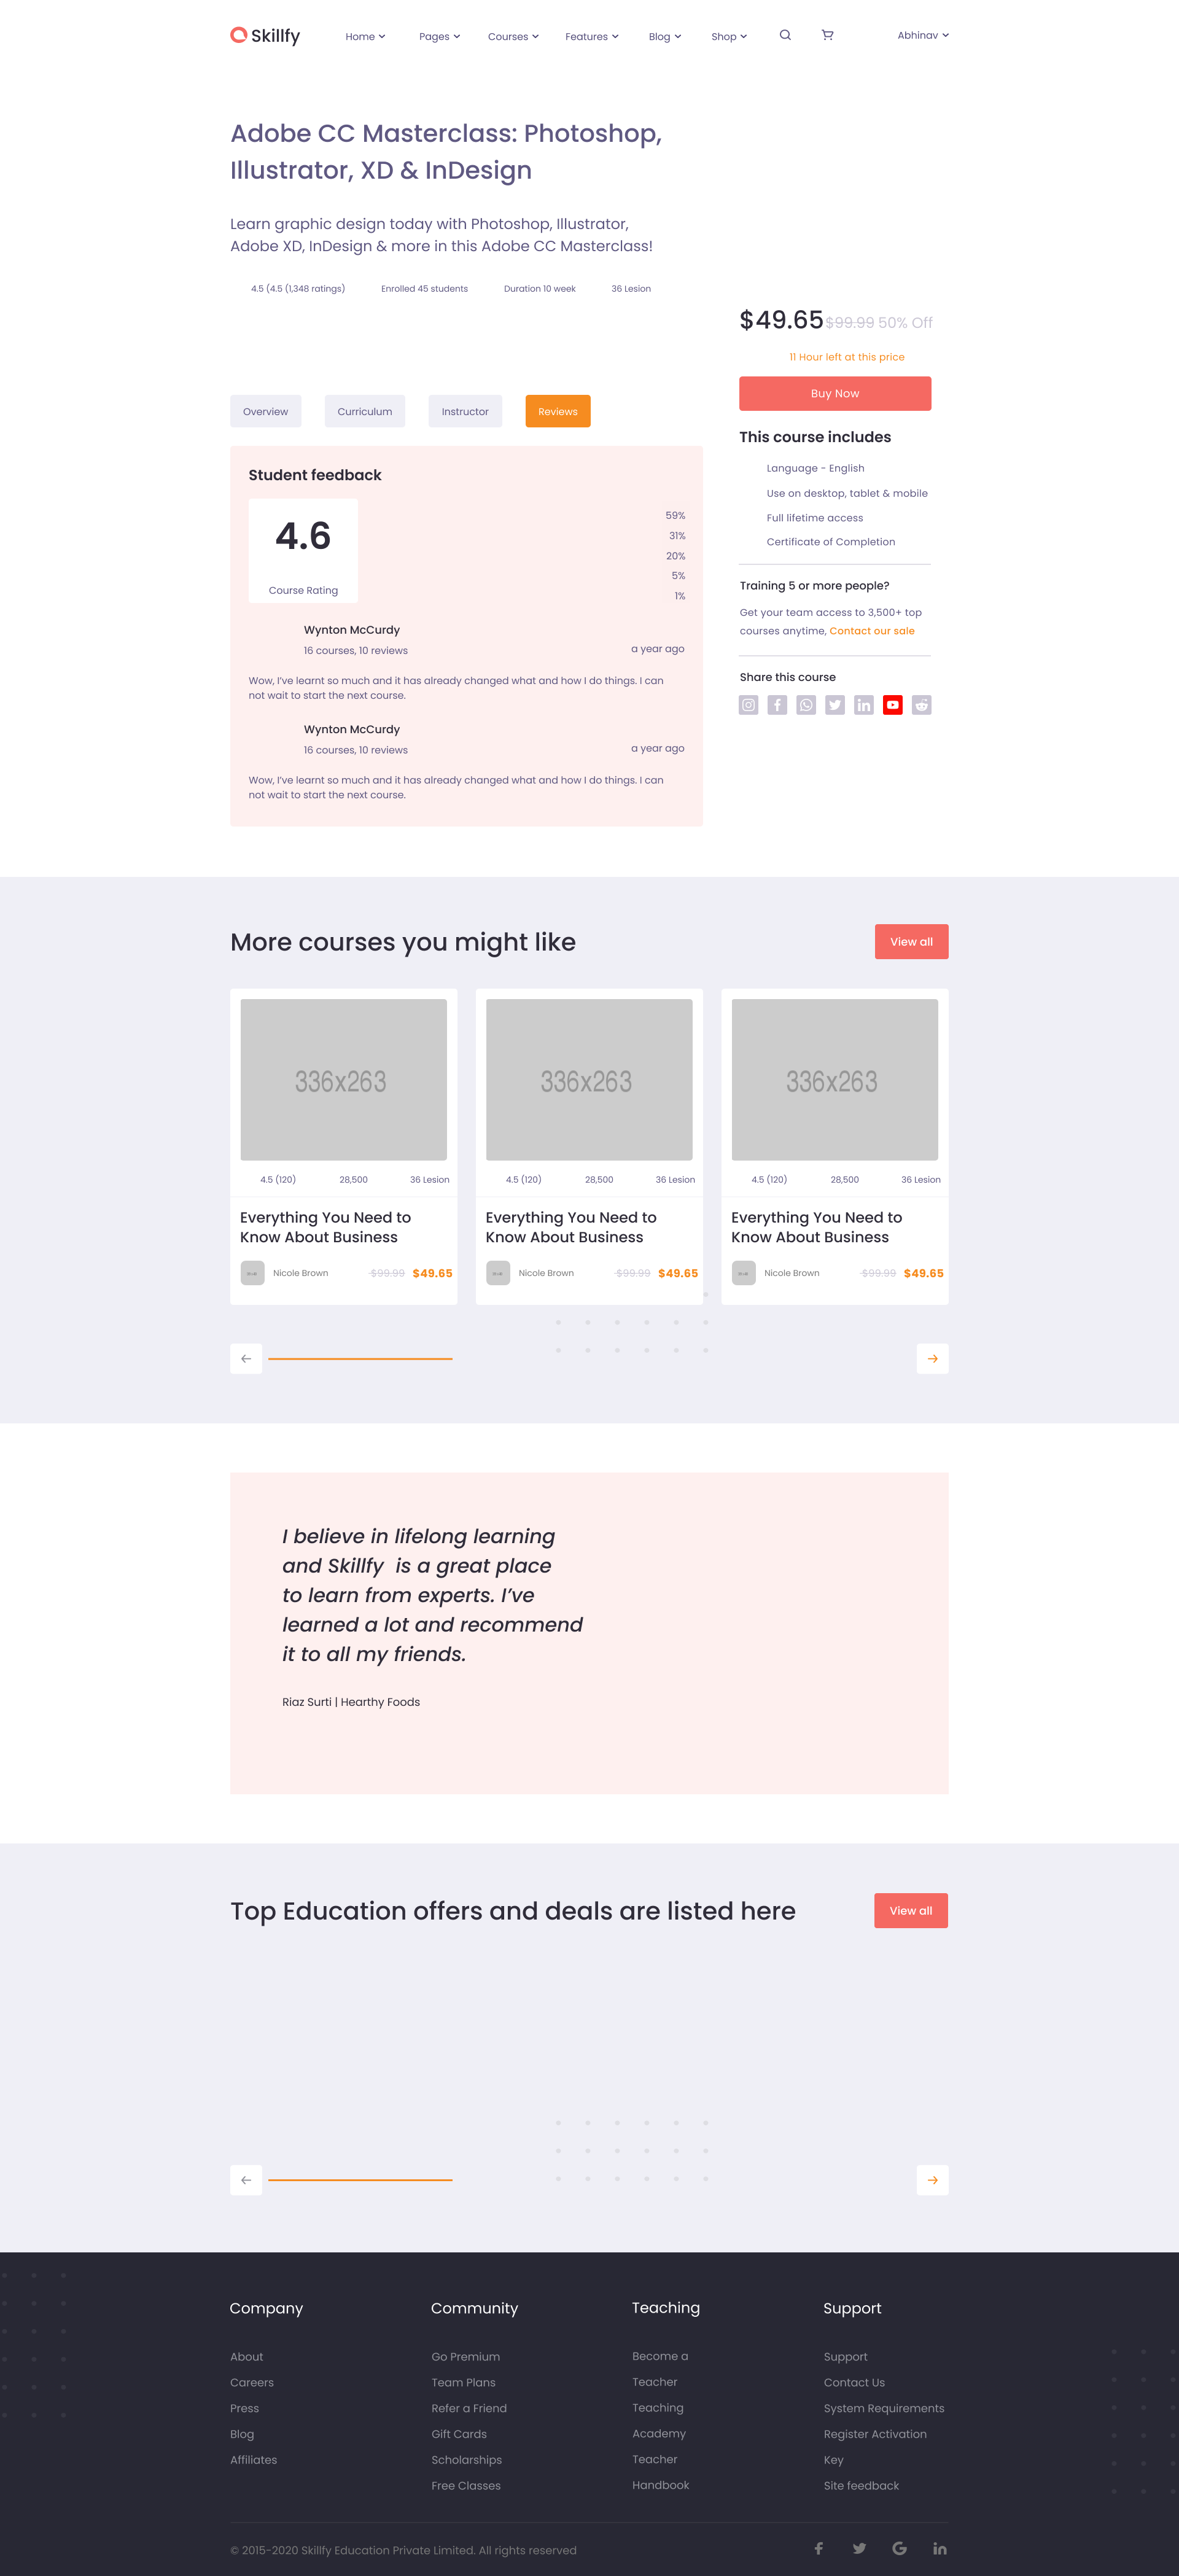 Skillfy
Home Pages Courses Features Blog Shop Abhinav
Adobe CC Masterclass: Photoshop,
Illustrator, XD & InDesign
Learn graphic design today with Photoshop, Illustrator,
Adobe XD, InDesign & more in this Adobe CC Masterclass!
4.5 (4.5 (1,348 ratings) Enrolled 45 students Duration 10 week 36 Lesion
$49.65 $99.99 50% Off
11 Hour left at this price
Buy Now
This course includes
Language - English
Use on desktop, tablet & mobile
Full lifetime access
Certificate of Completion
Training 5 or more people?
Get your team access to 3,500+ top
courses anytime, Contact our sale
Share this course
Overview Curriculum Instructor Reviews
Student feedback
4.6
Course Rating
59%
31%
20%
5%
1%
Wynton McCurdy
16 courses, 10 reviews a year ago
Wow, I've learnt so much and it has already changed what and how I do things. I can
not wait to start the next course.
Wynton McCurdy
16 courses, 10 reviews a year ago
Wow, I've learnt so much and it has already changed what and how I do things. I can
not wait to start the next course.
More courses you might like View all
336x263 336x263 336x263
4.5 (120) 28,500 36 Lesion 4.5 (120) 28,500 36 Lesion 4.5 (120) 28,500 36 Lesion
Everything You Need to Everything You Need to Everything You Need to
Know About Business Know About Business Know About Business
Nicole Brown $99.99 $49.65 Nicole Brown $99.99 $49.65 Nicole Brown $99.99 $49.65
I believe in lifelong learning
and Skillfy is a great place
to learn from experts. I've
learned a lot and recommend
it to all my friends.
Riaz Surti | Hearthy Foods
Top Education offers and deals are listed here View all
Company
About
Careers
Press
Blog
Affiliates
Community
Go Premium
Team Plans
Refer a Friend
Gift Cards
Scholarships
Free Classes
Teaching
Become a
Teacher
Teaching
Academy
Teacher
Handbook
Support
Support
Contact Us
System Requirements
Register Activation
Key
Site feedback
© 2015-2020 Skillfy Education Private Limited. All rights reserved